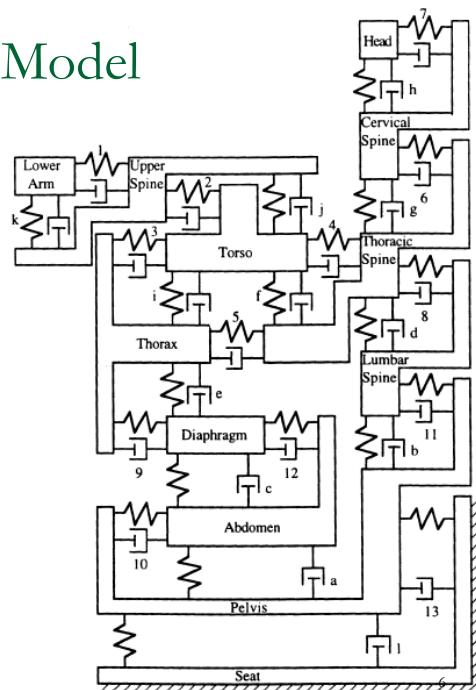 Model
7
Head
h
Cervical
Spine
1
Lower
Arm
Upper
Spine
2
6
k
j
g
3
4
Torso
Thoracic
Spine
i
f
8
5
d
Thorax
Lumbar
Spine
e
11
Diaphragm
b
9
12
c
Abdomen
10
a
13
Pelvis
l
Seat
6